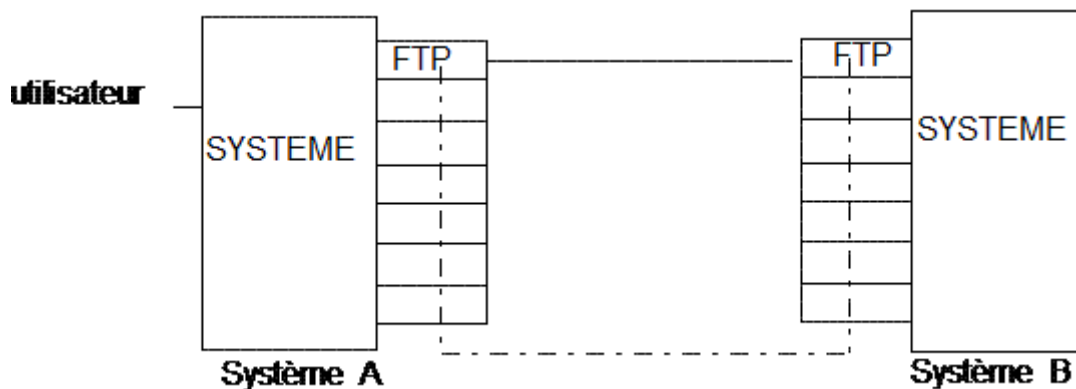 FTP
FTP
utilisateur
SYSTEME
SYSTEME
Système A
Système B